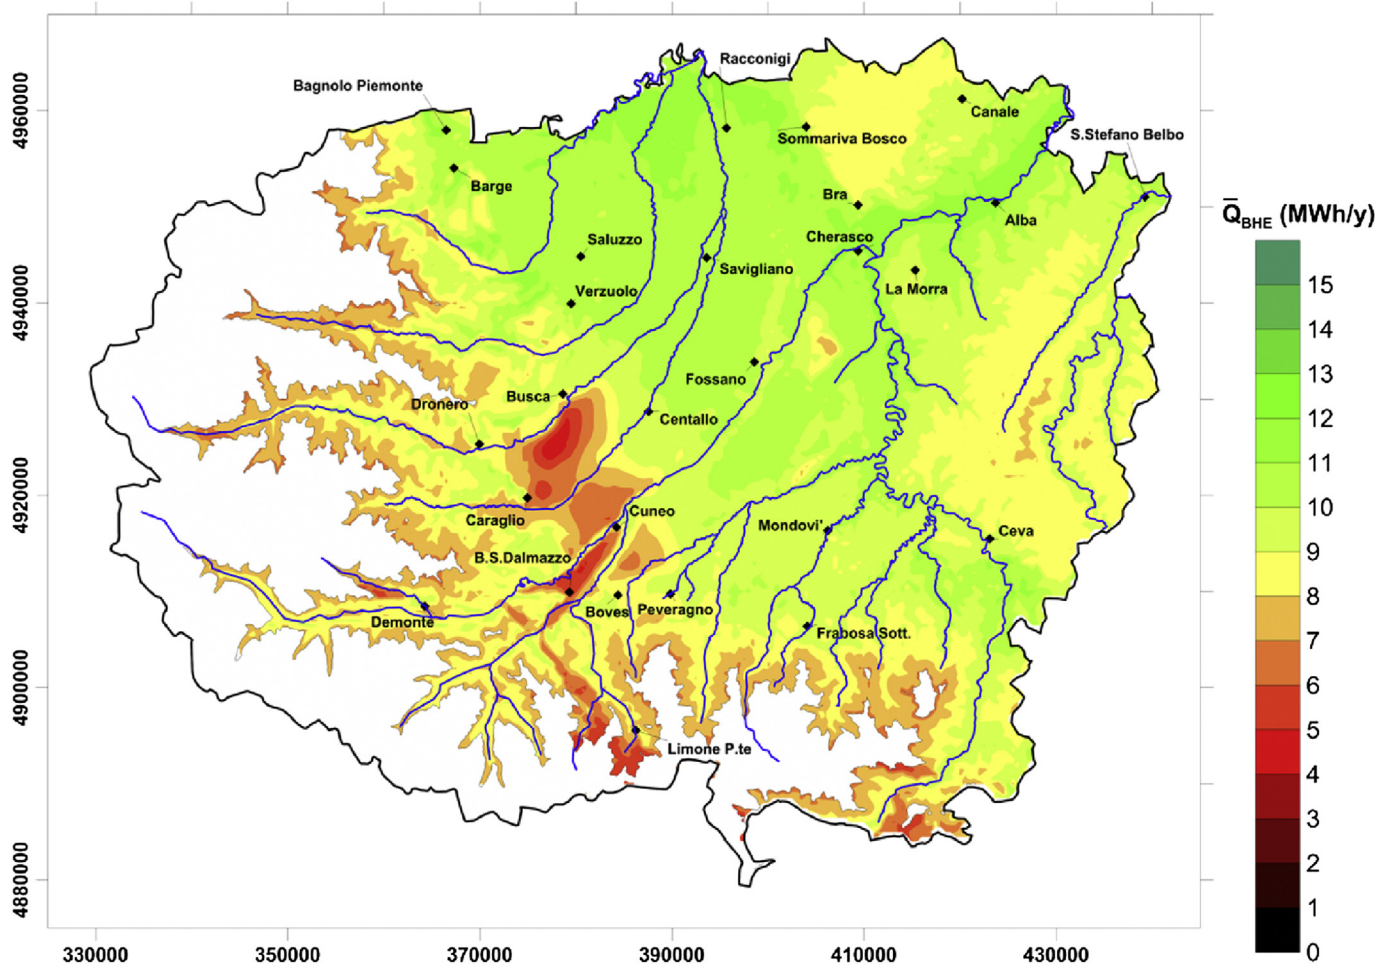 Racconigi
Bagnolo Piemonte
Canale
Sommariva Bosco
S.Stefano Belbo
Barge
Bra
Alba
Saluzzo
Cherasco
Savigliano
Verzuolo
La Morra
Fossano
Busca
Dronero
Centallo
Caraglio
Cuneo
Mondovi'
Ceva
B.S.Dalmazzo
Boves
Peveragno
Demonte
Frabosa Sott.
Limone P.te
4960000
4940000
4920000
4900000
4880000
330000 350000 370000 390000 410000 430000
Q̅BHE (MWh/y)
15
14
13
12
11
10
9
8
7
6
5
4
3
2
1
0